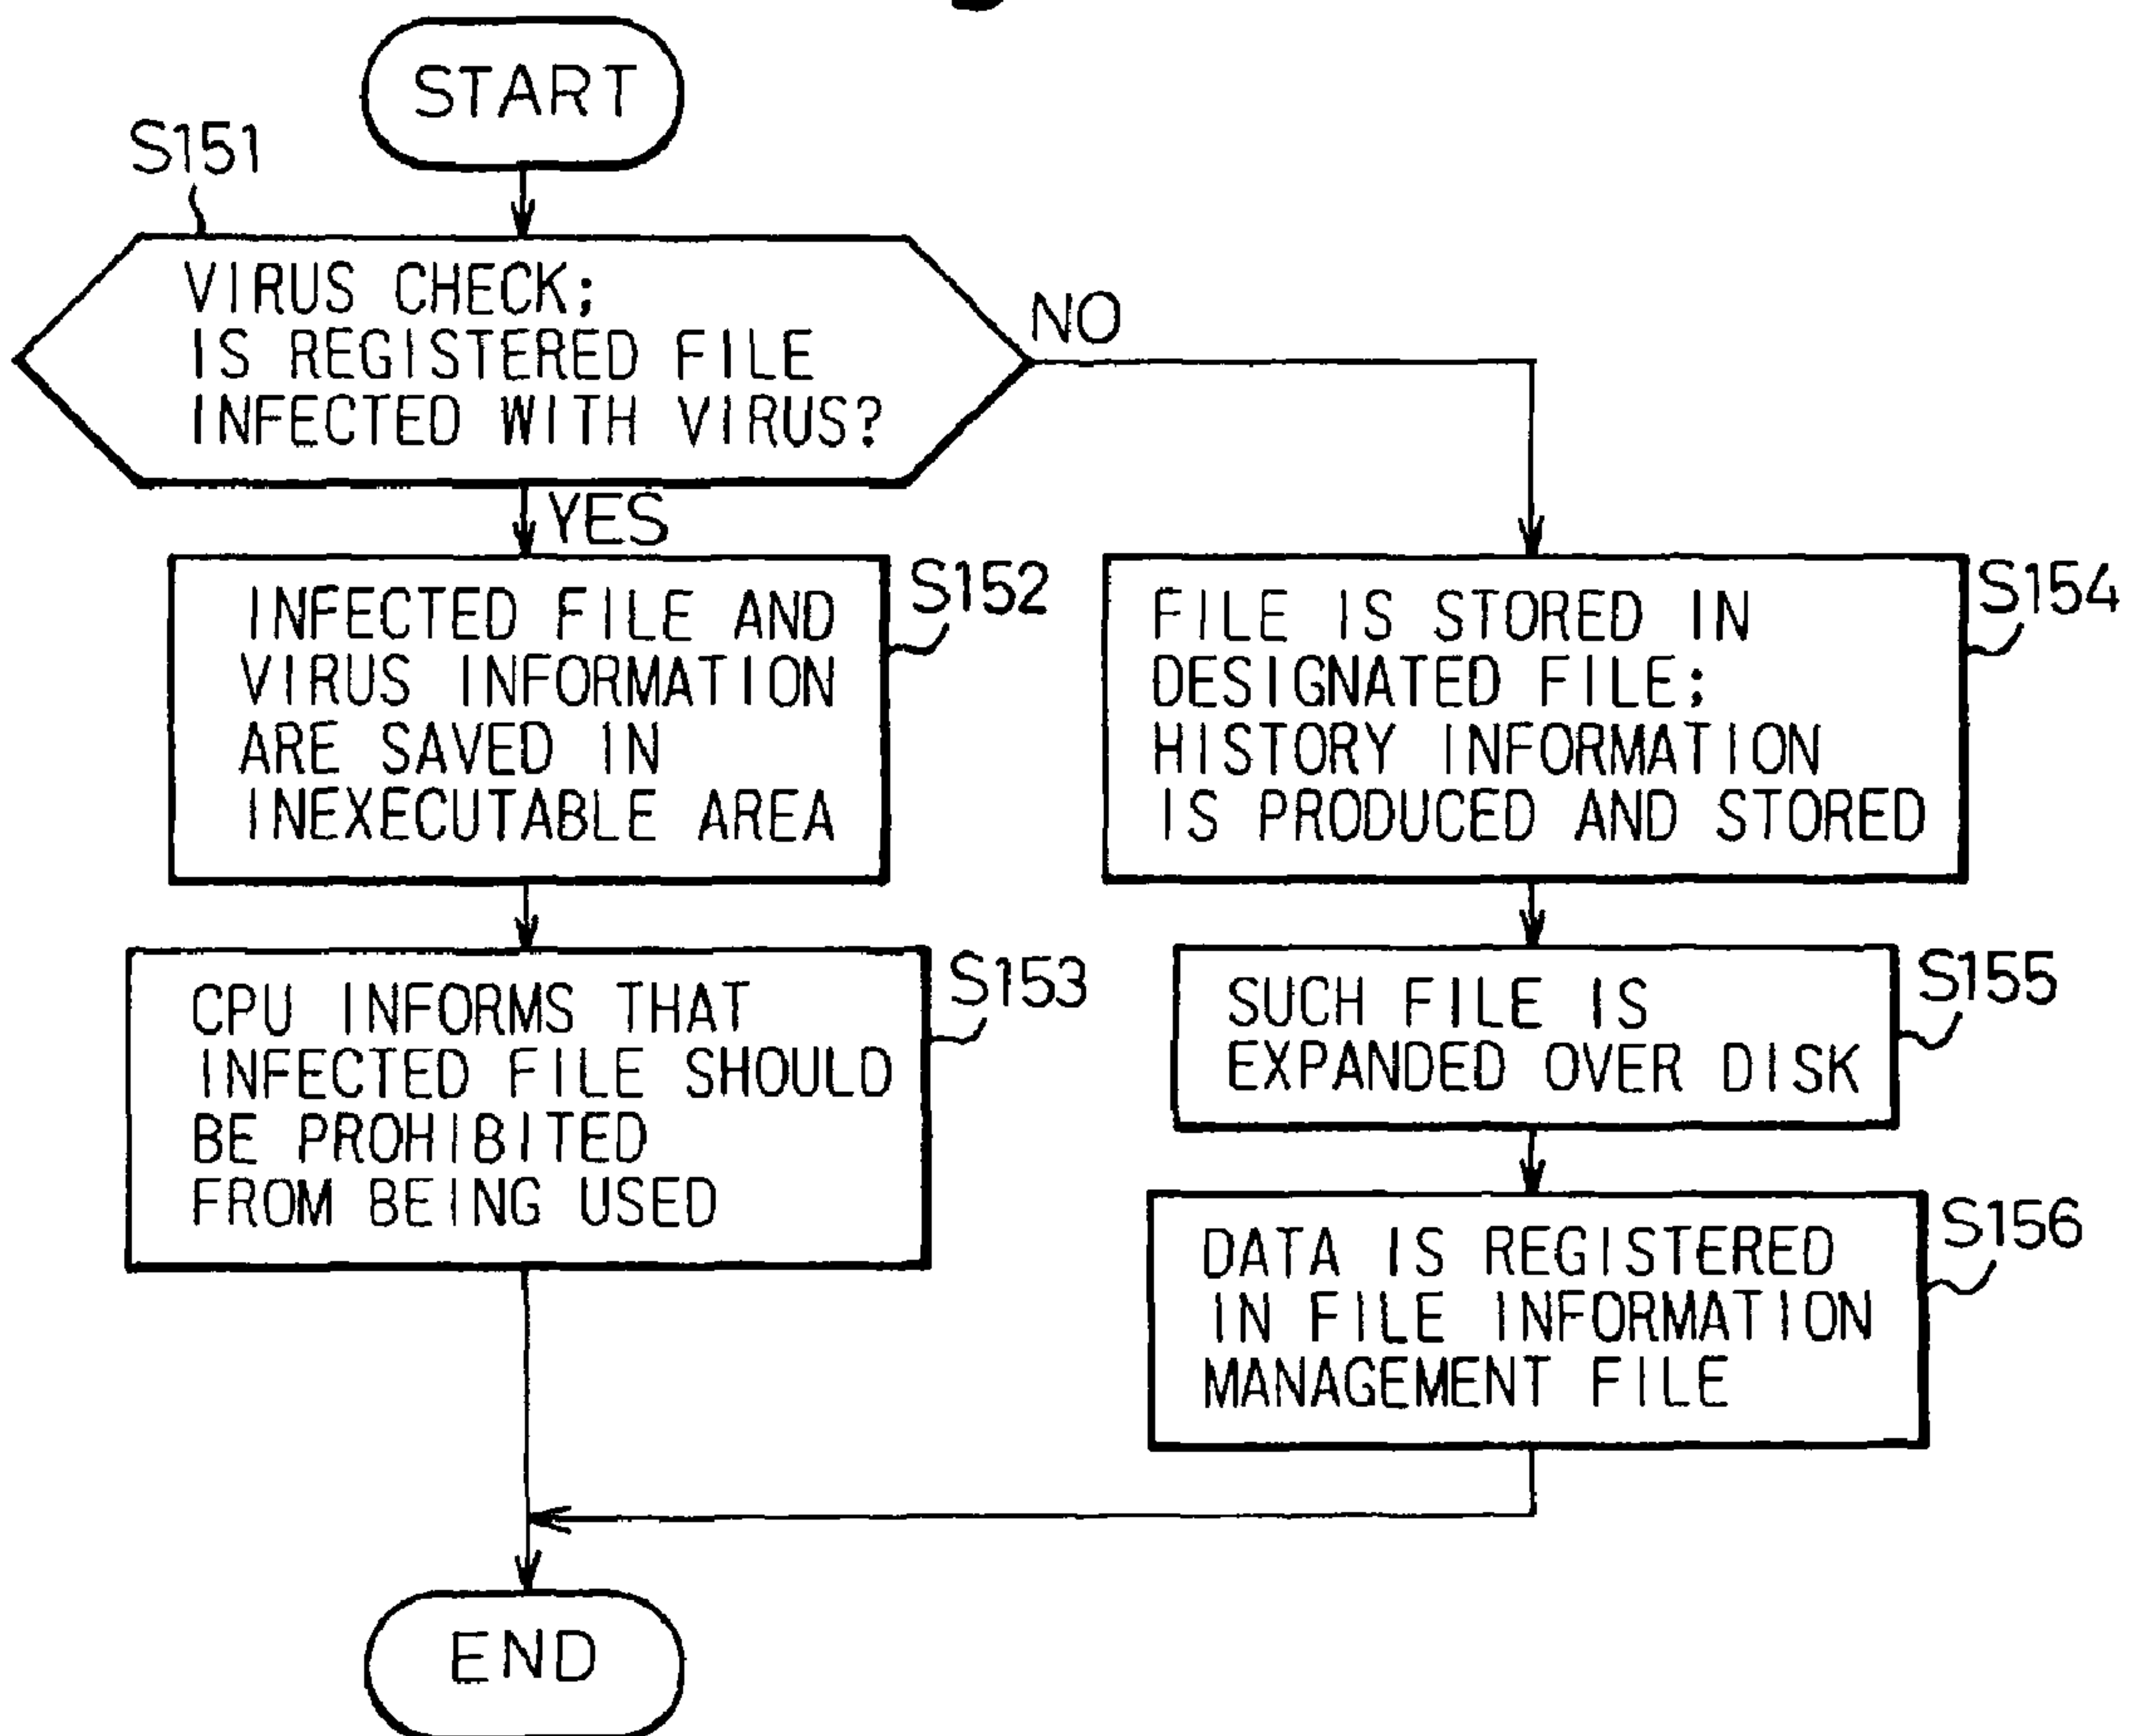 START
S151
VIRUS CHECK;
IS REGISTERED FILE
INFECTED WITH VIRUS?
NO
YES
S152
INFECTED FILE AND
VIRUS INFORMATION
ARE SAVED IN
INEXECUTABLE AREA
S153
CPU INFORMS THAT
INFECTED FILE SHOULD
BE PROHIBITED
FROM BEING USED
S154
FILE IS STORED IN
DESIGNATED FILE;
HISTORY INFORMATION
IS PRODUCED AND STORED
S155
SUCH FILE IS
EXPANDED OVER DISK
S156
DATA IS REGISTERED
IN FILE INFORMATION
MANAGEMENT FILE
END